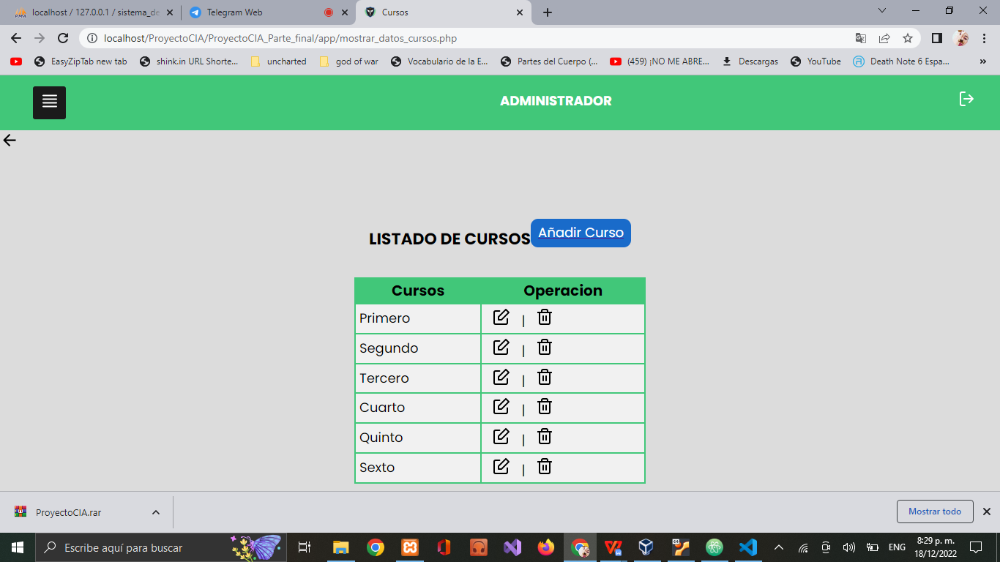 localhost / 127.0.0.1 / sistema_de
Telegram Web
Cursos
localhost/ProyectoCIA/ProyectoCIA_Parte_final/app/mostrar_datos_cursos.php
EasyZipTab new tab
shink.in URL Shorte...
uncharted
god of war
Vocabulario de la E...
Partes del Cuerpo (...
(459) ¡NO ME ABRE...
Descargas
YouTube
Death Note 6 Espa...
»
ADMINISTRADOR
LISTADO DE CURSOS
Añadir Curso
Cursos Operacion
Primero |
Segundo |
Tercero |
Cuarto |
Quinto |
Sexto |
ProyectoCIA.rar
Mostrar todo
Escribe aquí para buscar
ENG
8:29 p. m.
18/12/2022